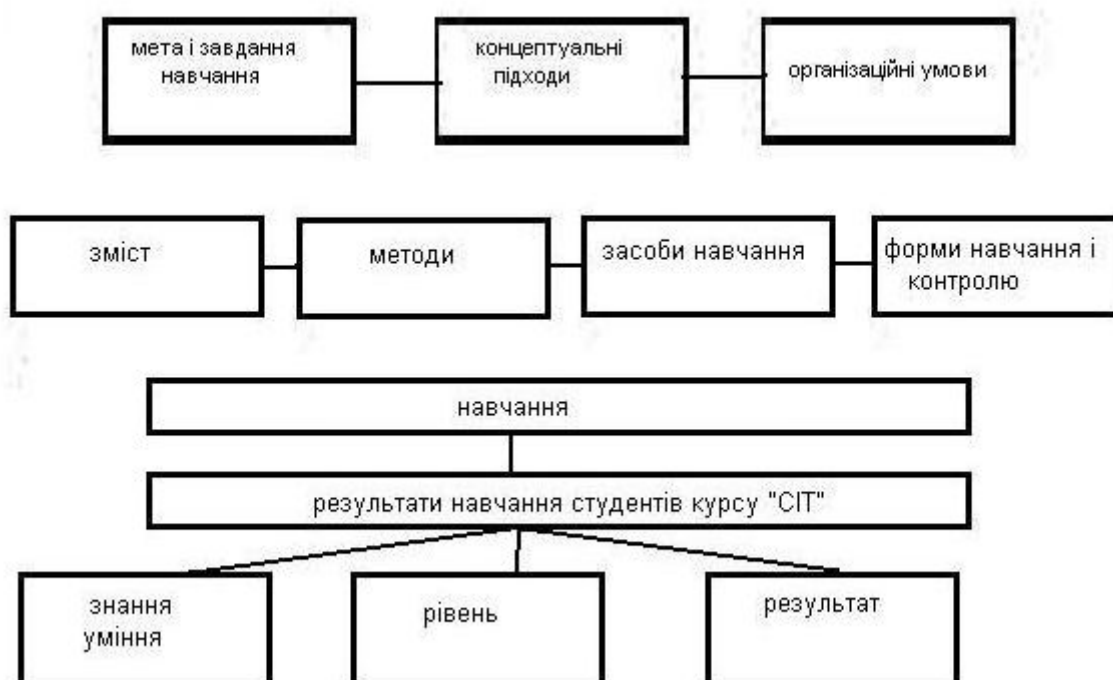 мета і завдання
навчання
концептуальні
підходи
організаційні умови
зміст
методи
засоби навчання
форми навчання і
контролю
навчання
результати навчання студентів курсу "СІТ"
знання
уміння
рівень
результат